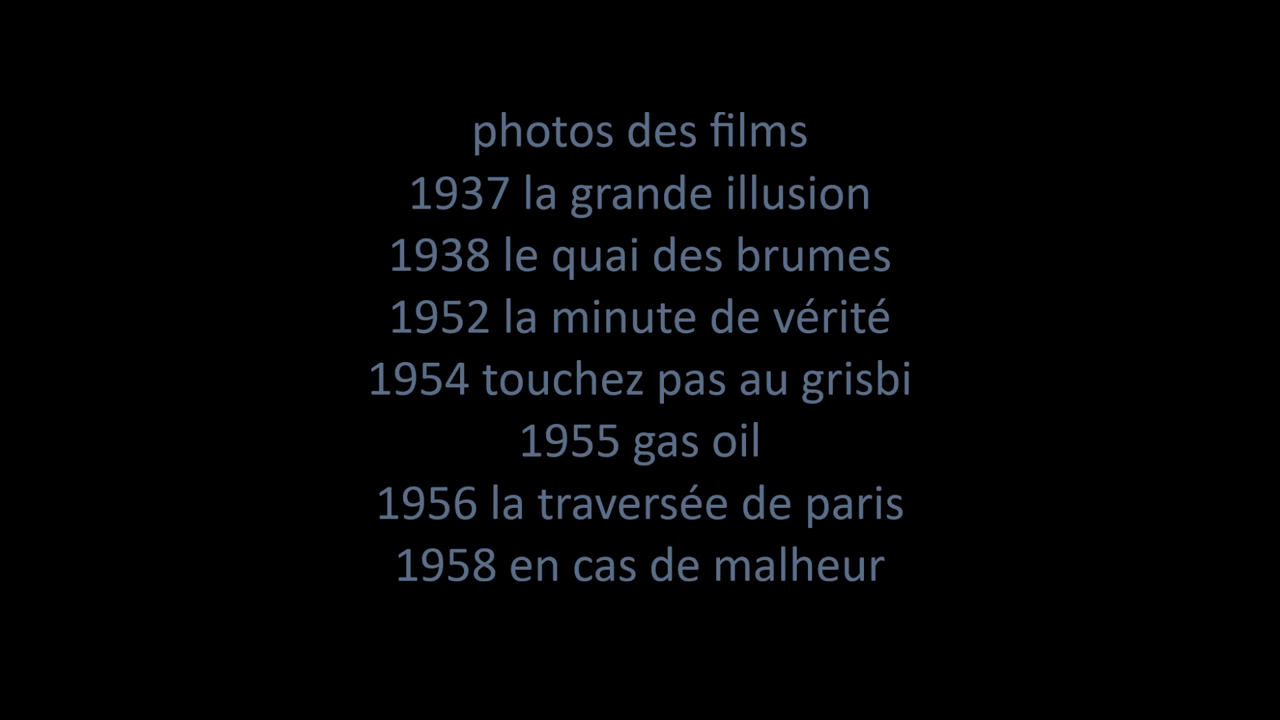 photos des films
1937 la grande illusion
1938 le quai des brumes
1952 la minute de vérité
1954 touchez pas au grisbi
1955 gas oil
1956 la traversée de paris
1958 en cas de malheur